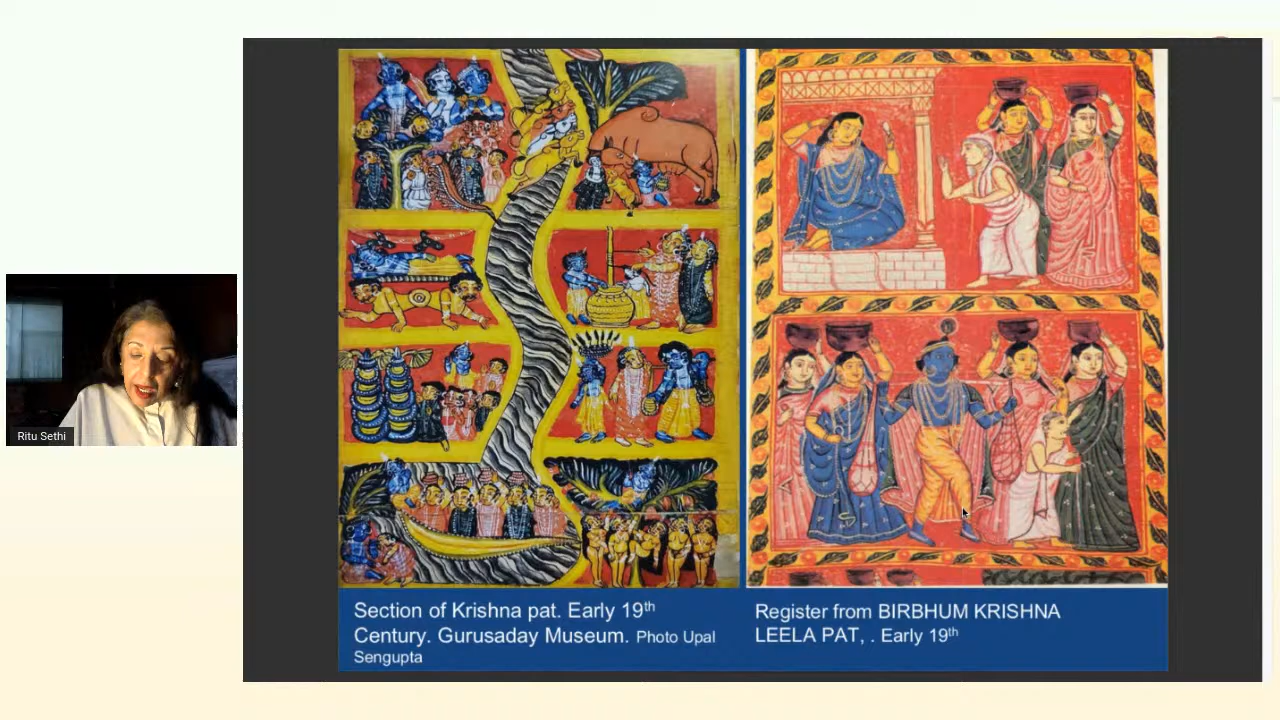 Ritu Sethi
Section of Krishna pat. Early 19th
Century. Gurusaday Museum. Photo Upal
Sengupta
Register from BIRBHUM KRISHNA
LEELA PAT, . Early 19th